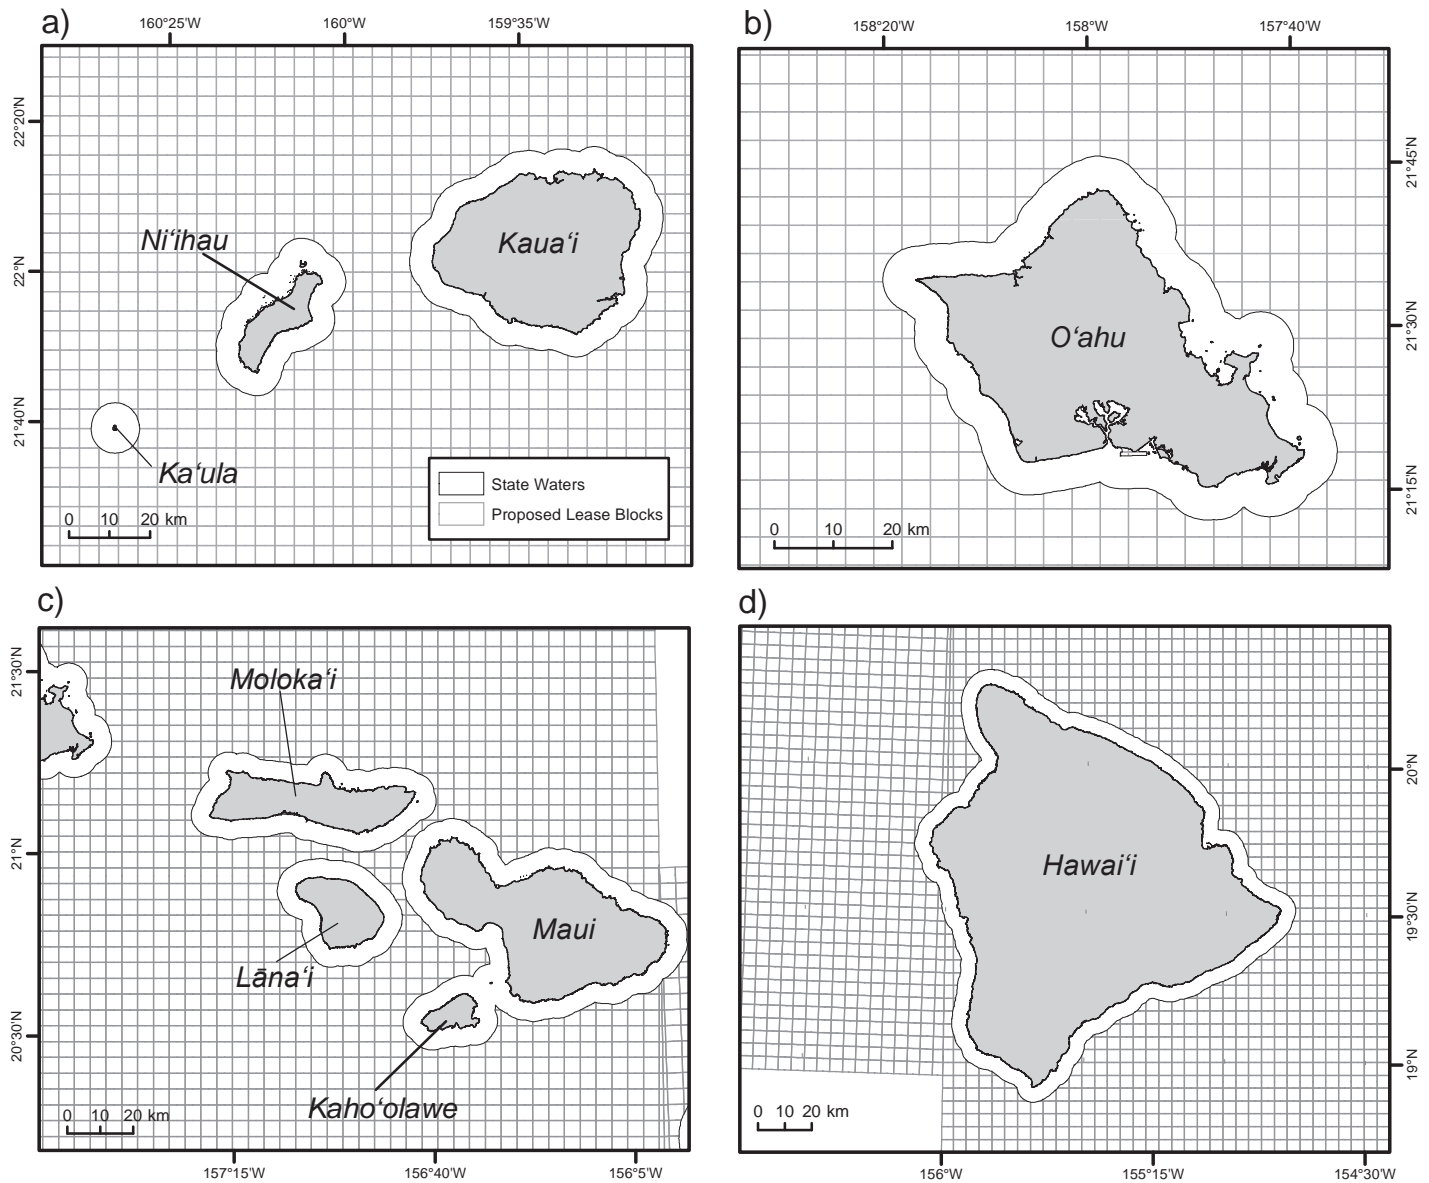 a)
160°25'W 160°W 159°35'W
22°20'N
22°N
21°40'N
Ni‘ihau
Kaua‘i
Ka‘ula
State Waters
Proposed Lease Blocks
0 10 20 km
b)
158°20'W 158°W 157°40'W
21°45'N
21°30'N
21°15'N
O‘ahu
0 10 20 km
c)
21°30'N
21°N
20°30'N
Moloka‘i
Maui
Lāna‘i
Kaho‘olawe
0 10 20 km
157°15'W 156°40'W 156°5'W
d)
20°N
19°30'N
19°N
Hawai‘i
0 10 20 km
156°W 155°15'W 154°30'W